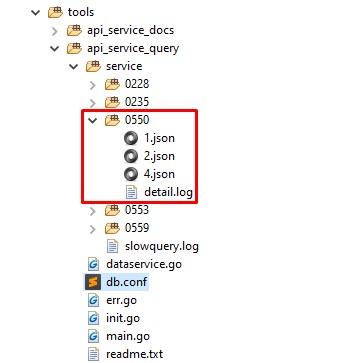 tools
api_service_docs
api_service_query
service
0228
0235
0550
1.json
2.json
4.json
detail.log
0553
0559
slowquery.log
dataservice.go
db.conf
err.go
init.go
main.go
readme.txt